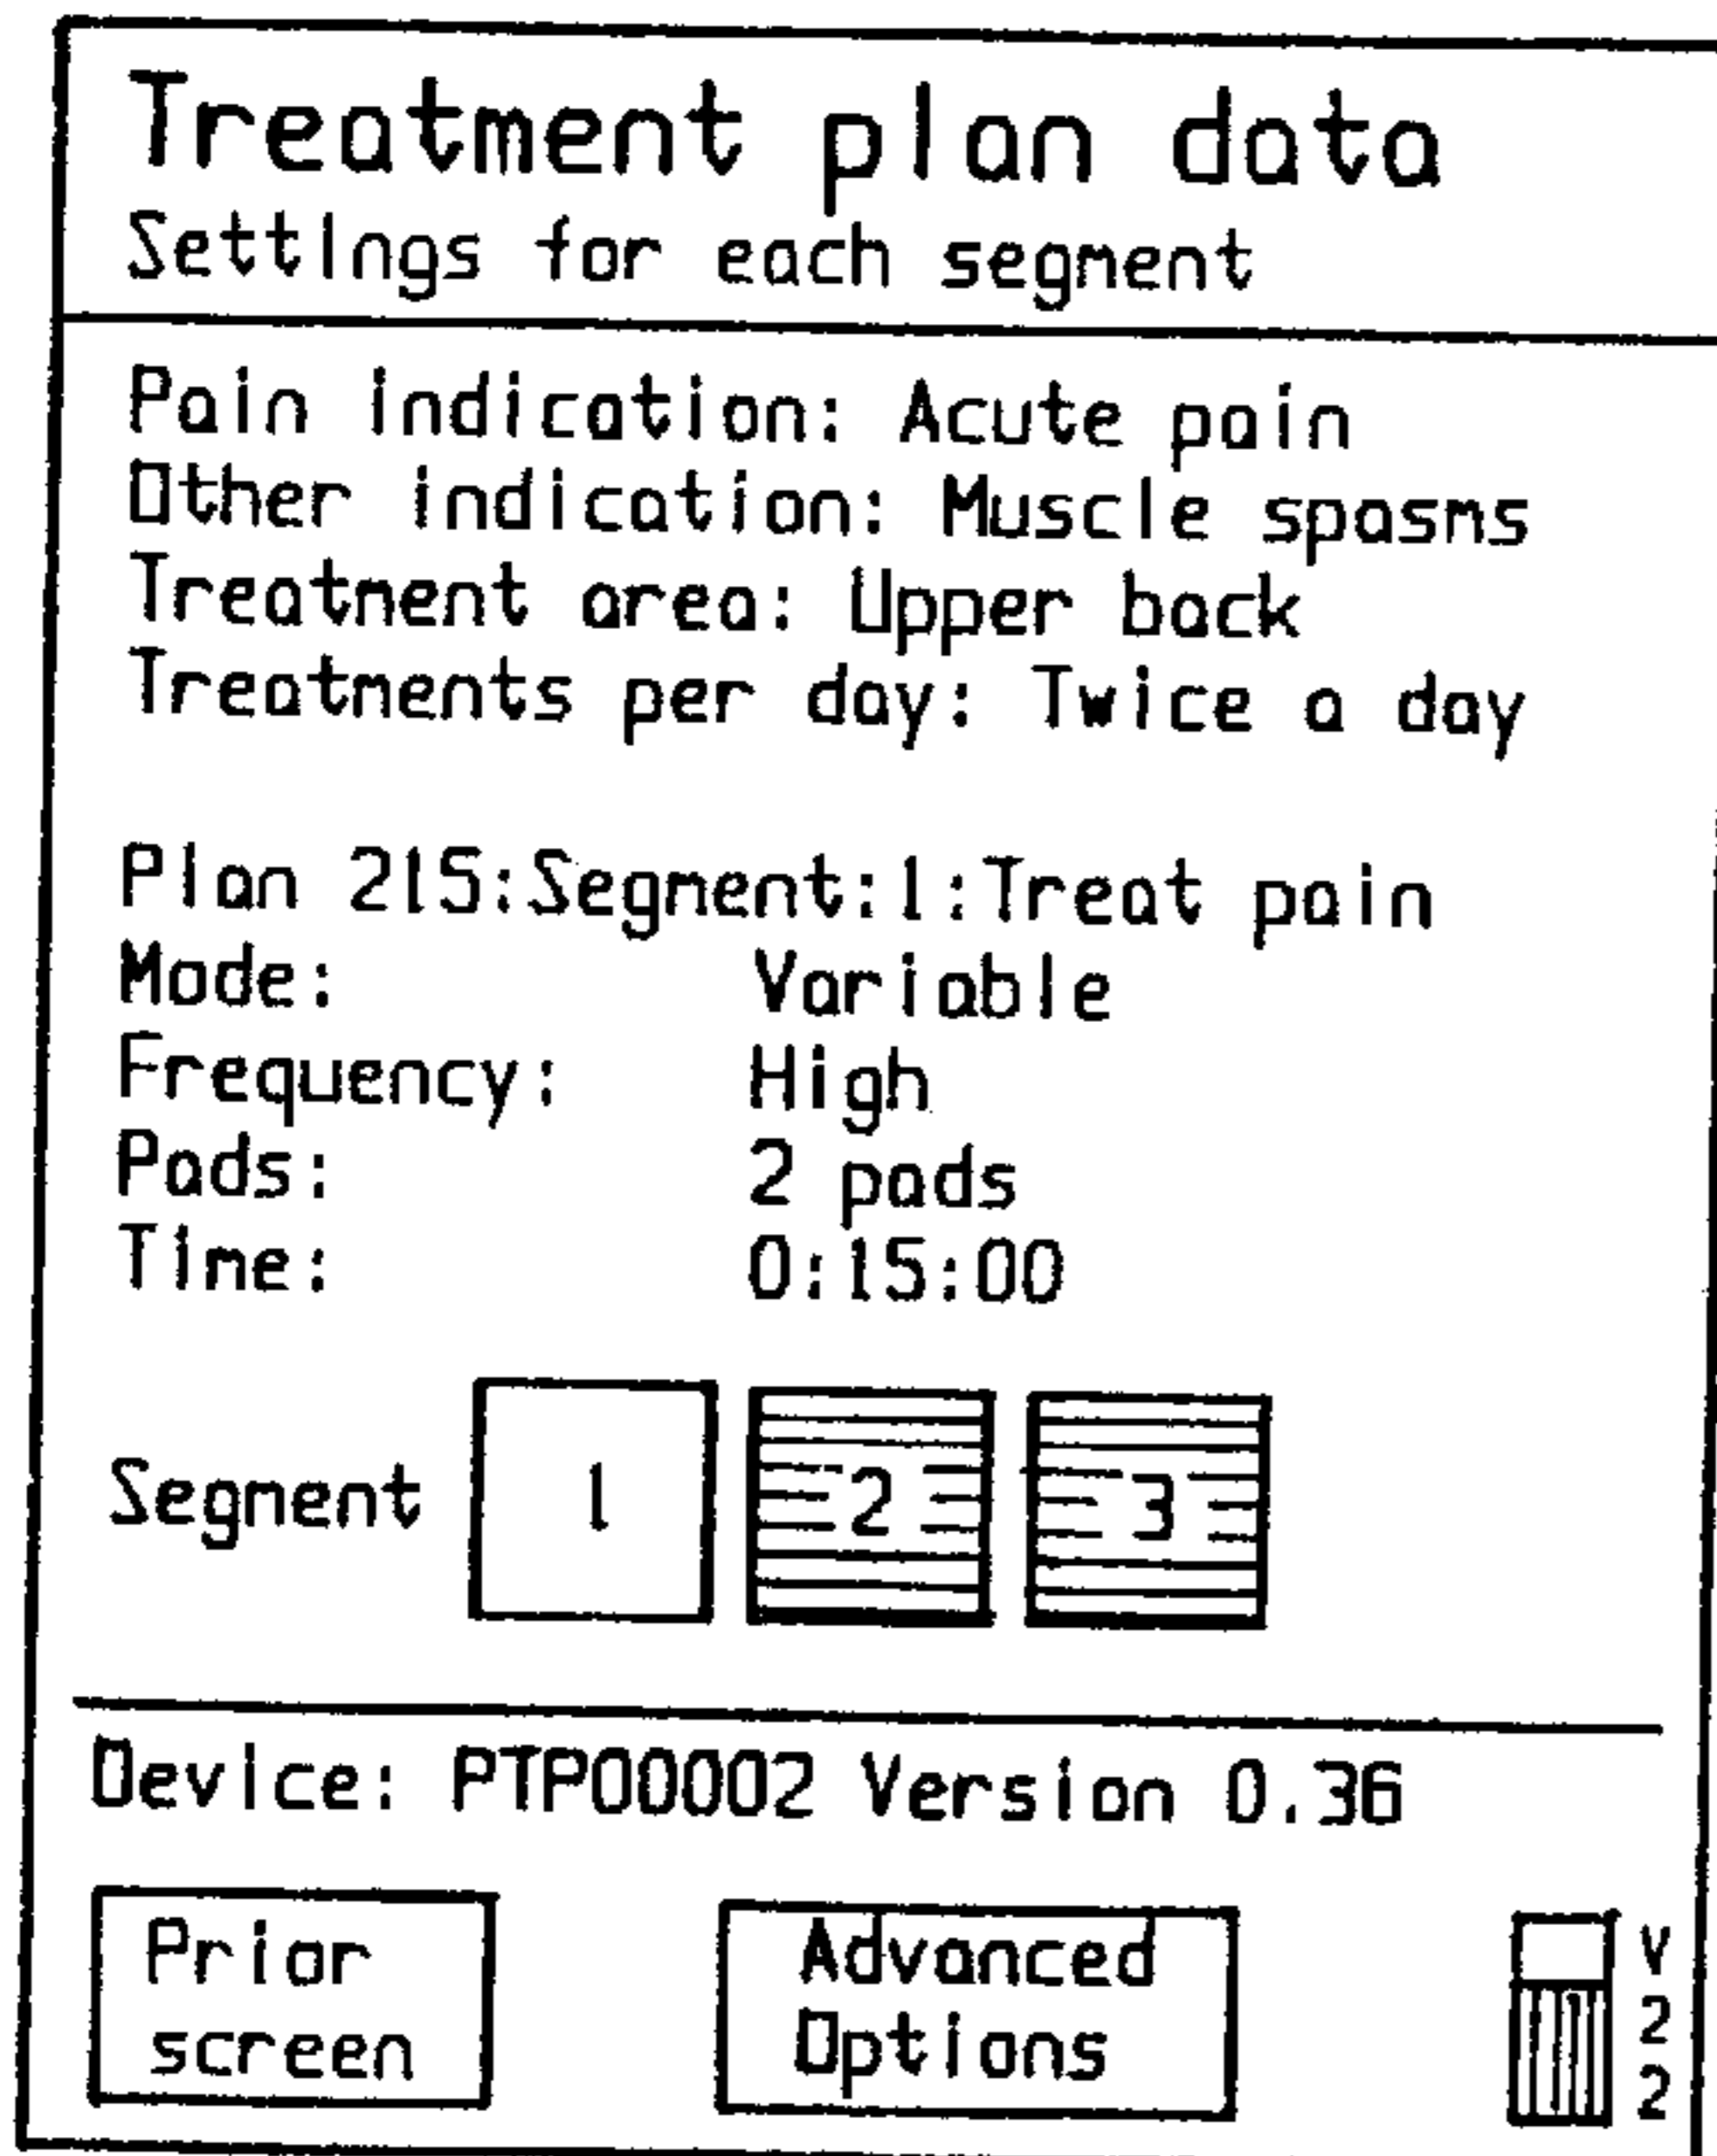 Treatment plan data
Settings for each segment
Pain indication: Acute pain
Other indication: Muscle spasms
Treatment area: Upper back
Treatments per day: Twice a day
Plan 215:Segment:1:Treat pain
Mode: Variable
Frequency: High
Pads: 2 pads
Time: 0:15:00
Segment 1 2 3
Device: PTP00002 Version 0.36
Prior
screen
Advanced
Options
V
2
2